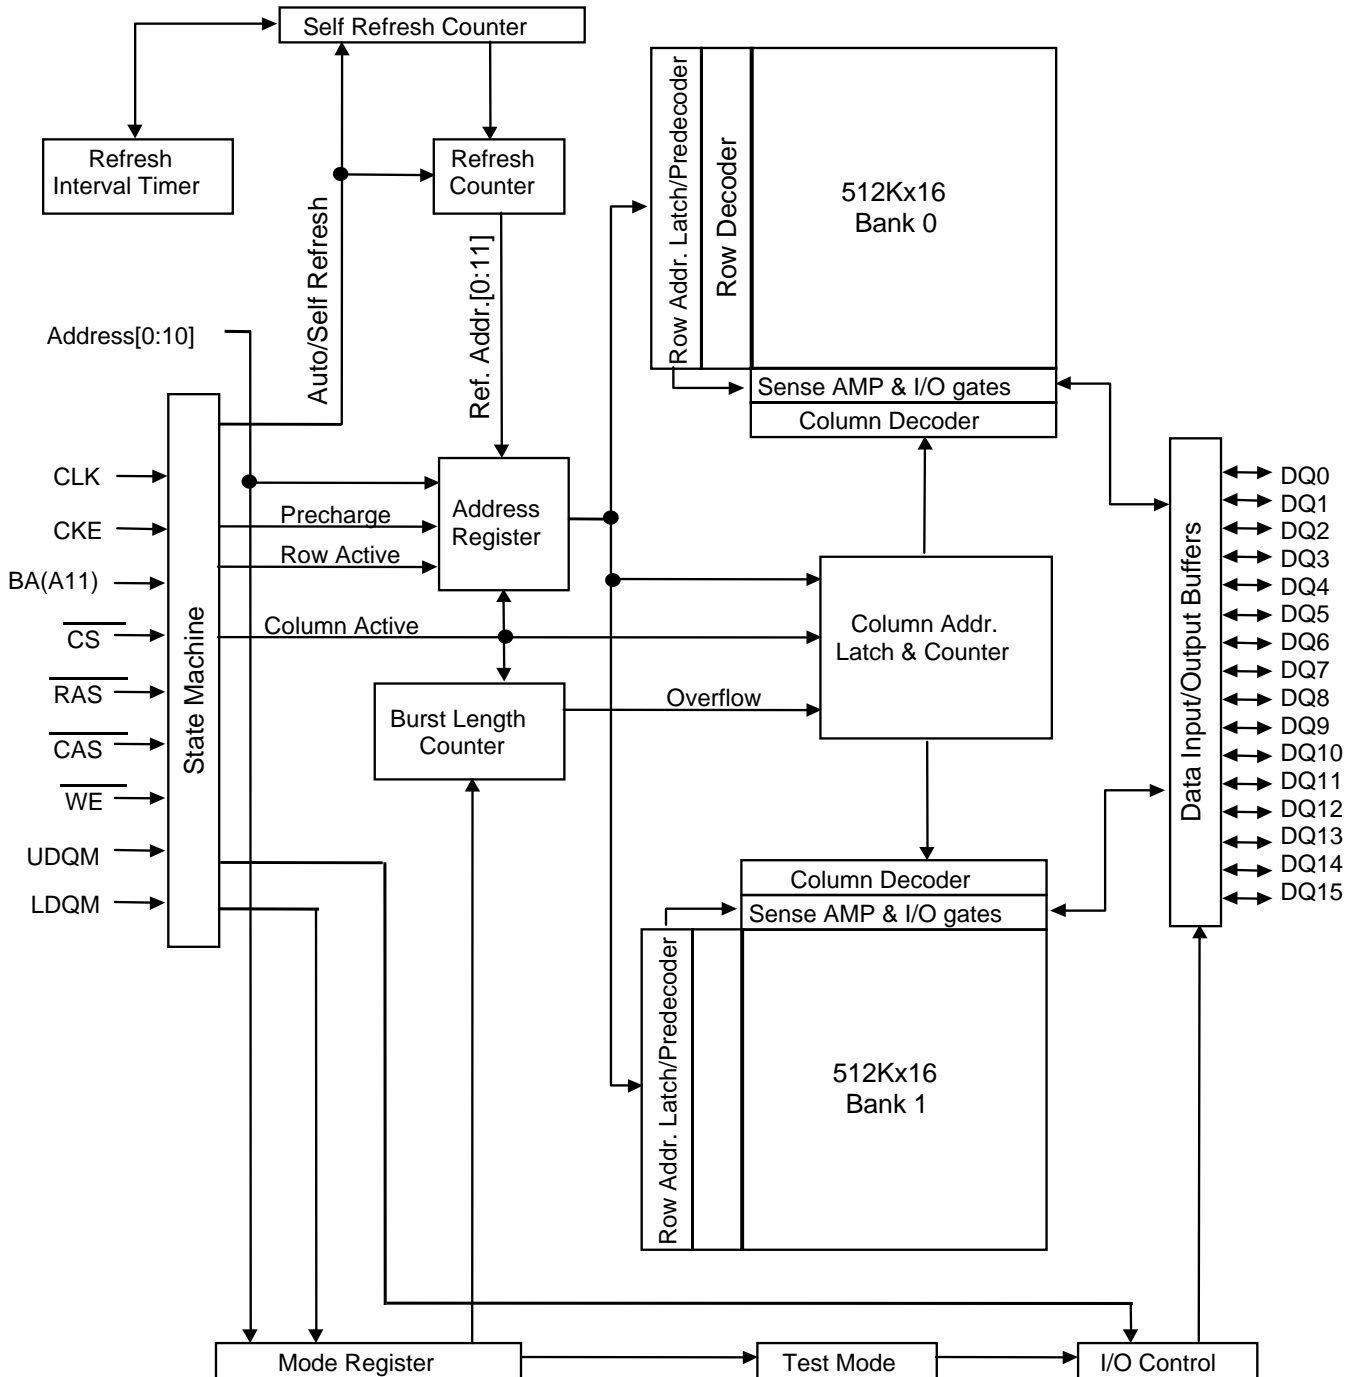 Self Refresh Counter
Refresh
Interval Timer
Refresh
Counter
Auto/Self Refresh
Ref. Addr.[0:11]
Row Addr. Latch/Predecoder
Row Decoder
512Kx16
Bank 0
Sense AMP & I/O gates
Column Decoder
Address[0:10]
CLK
CKE
BA(A11)
CS
RAS
CAS
WE
UDQM
LDQM
State Machine
Precharge
Row Active
Column Active
Address
Register
Burst Length
Counter
Overflow
Column Addr.
Latch & Counter
Data Input/Output Buffers
DQ0
DQ1
DQ2
DQ3
DQ4
DQ5
DQ6
DQ7
DQ8
DQ9
DQ10
DQ11
DQ12
DQ13
DQ14
DQ15
Column Decoder
Sense AMP & I/O gates
Row Addr. Latch/Predecoder
512Kx16
Bank 1
Mode Register
Test Mode
I/O Control